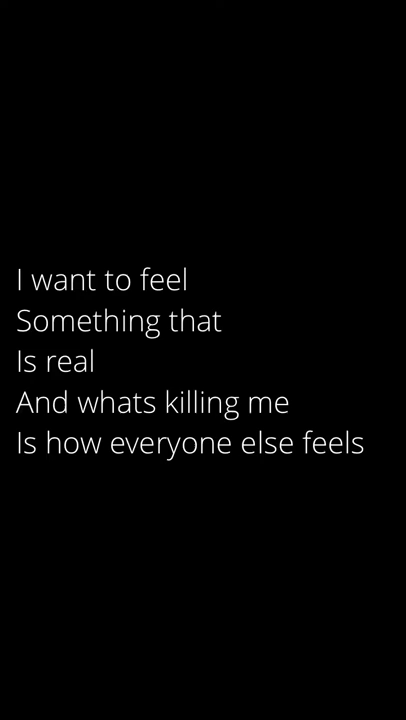 I want to feel
Something that
Is real
And whats killing me
Is how everyone else feels